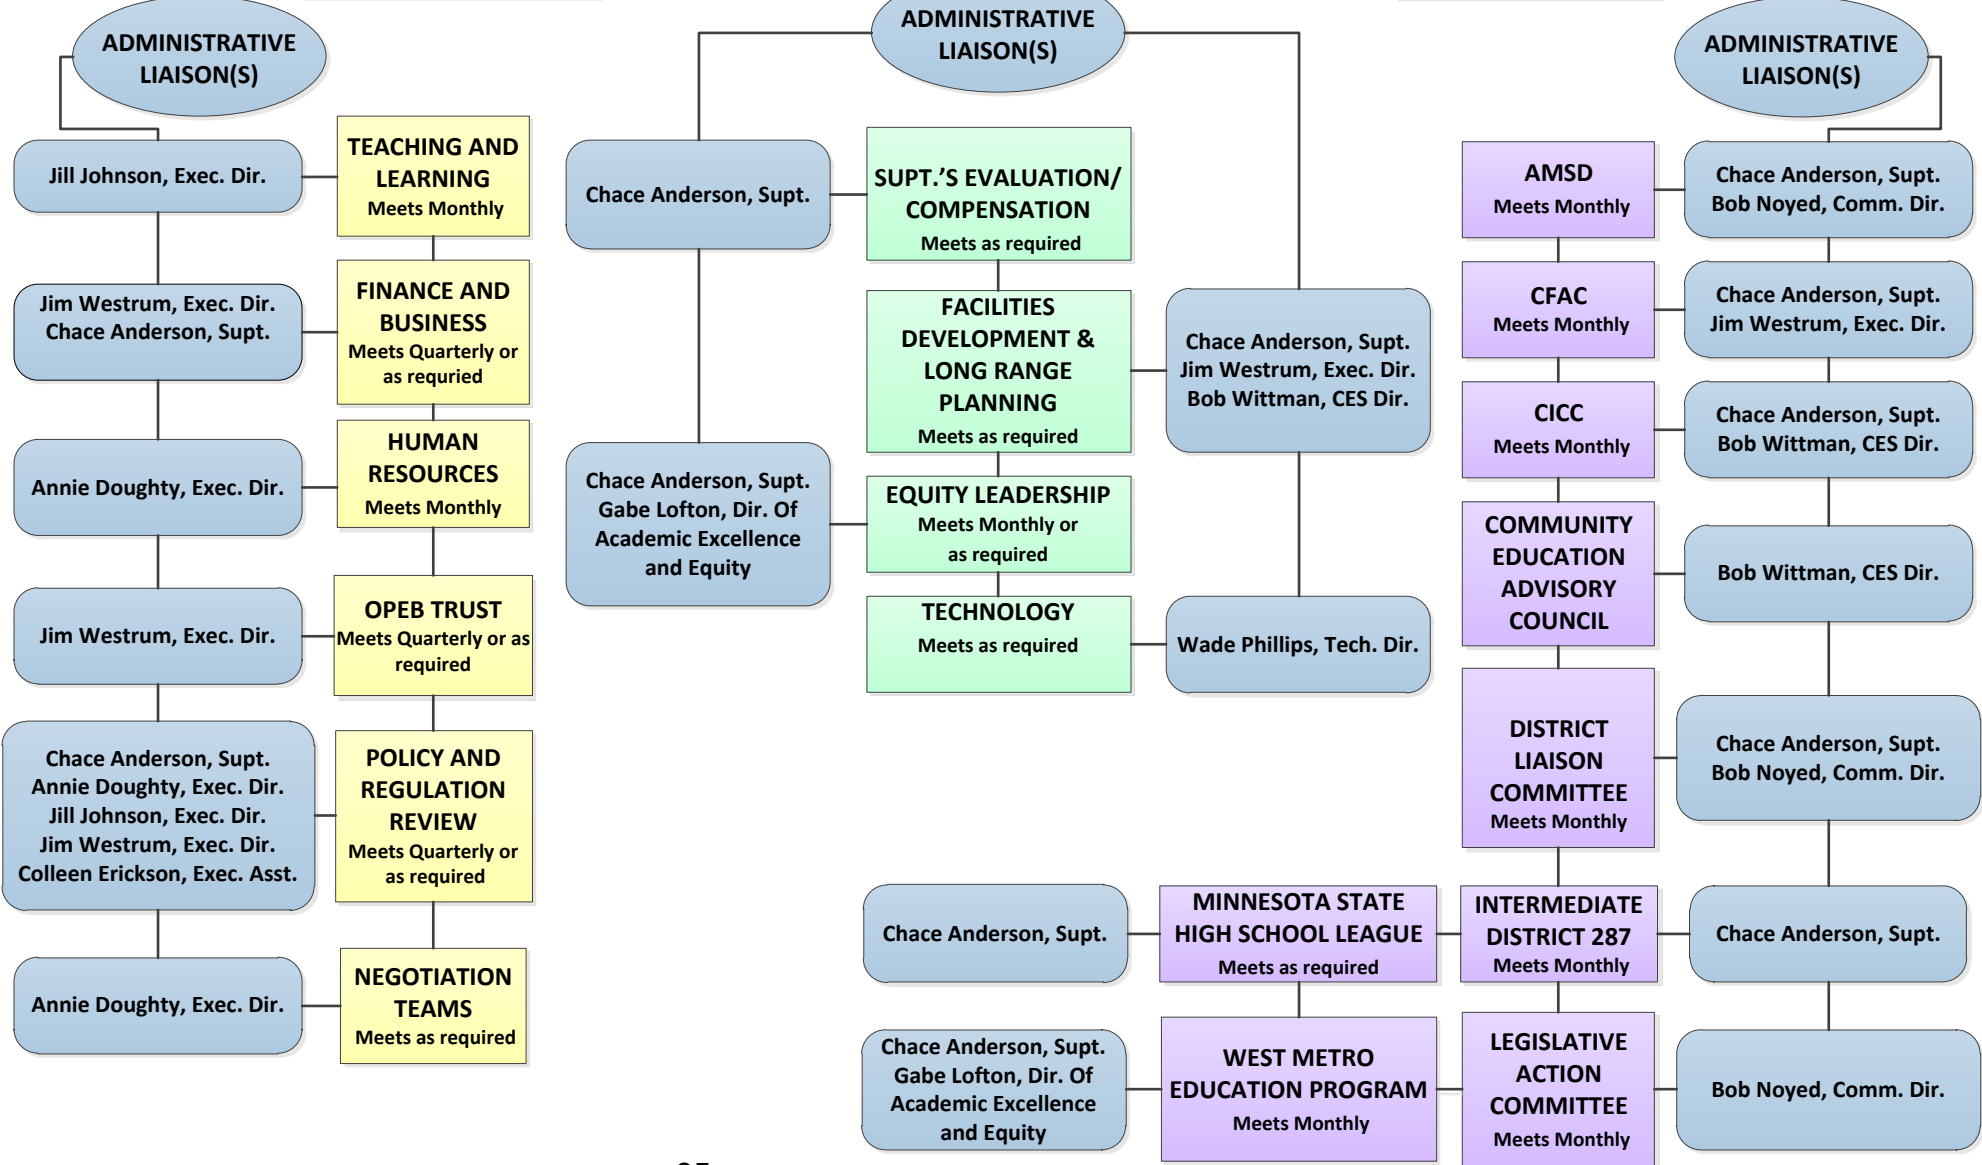 ADMINISTRATIVE
LIAISON(S)
Jill Johnson, Exec. Dir.
TEACHING AND
LEARNING
Meets Monthly
Jim Westrum, Exec. Dir.
Chace Anderson, Supt.
FINANCE AND
BUSINESS
Meets Quarterly or
as requried
Annie Doughty, Exec. Dir.
HUMAN
RESOURCES
Meets Monthly
Jim Westrum, Exec. Dir.
OPEB TRUST
Meets Quarterly or as
required
Chace Anderson, Supt.
Annie Doughty, Exec. Dir.
Jill Johnson, Exec. Dir.
Jim Westrum, Exec. Dir.
Colleen Erickson, Exec. Asst.
POLICY AND
REGULATION
REVIEW
Meets Quarterly or
as required
Annie Doughty, Exec. Dir.
NEGOTIATION
TEAMS
Meets as required
ADMINISTRATIVE
LIAISON(S)
Chace Anderson, Supt.
SUPT.'S EVALUATION/
COMPENSATION
Meets as required
FACILITIES
DEVELOPMENT &
LONG RANGE
PLANNING
Meets as required
Chace Anderson, Supt.
Jim Westrum, Exec. Dir.
Bob Wittman, CES Dir.
Chace Anderson, Supt.
Gabe Lofton, Dir. Of
Academic Excellence
and Equity
EQUITY LEADERSHIP
Meets Monthly or
as required
TECHNOLOGY
Meets as required
Wade Phillips, Tech. Dir.
ADMINISTRATIVE
LIAISON(S)
AMSD
Meets Monthly
Chace Anderson, Supt.
Bob Noyed, Comm. Dir.
CFAC
Meets Monthly
Chace Anderson, Supt.
Jim Westrum, Exec. Dir.
CICC
Meets Monthly
Chace Anderson, Supt.
Bob Wittman, CES Dir.
COMMUNITY
EDUCATION
ADVISORY
COUNCIL
Bob Wittman, CES Dir.
DISTRICT
LIAISON
COMMITTEE
Meets Monthly
Chace Anderson, Supt.
Bob Noyed, Comm. Dir.
Chace Anderson, Supt.
MINNESOTA STATE
HIGH SCHOOL LEAGUE
Meets as required
INTERMEDIATE
DISTRICT 287
Meets Monthly
Chace Anderson, Supt.
Chace Anderson, Supt.
Gabe Lofton, Dir. Of
Academic Excellence
and Equity
WEST METRO
EDUCATION PROGRAM
Meets Monthly
LEGISLATIVE
ACTION
COMMITTEE
Meets Monthly
Bob Noyed, Comm. Dir.